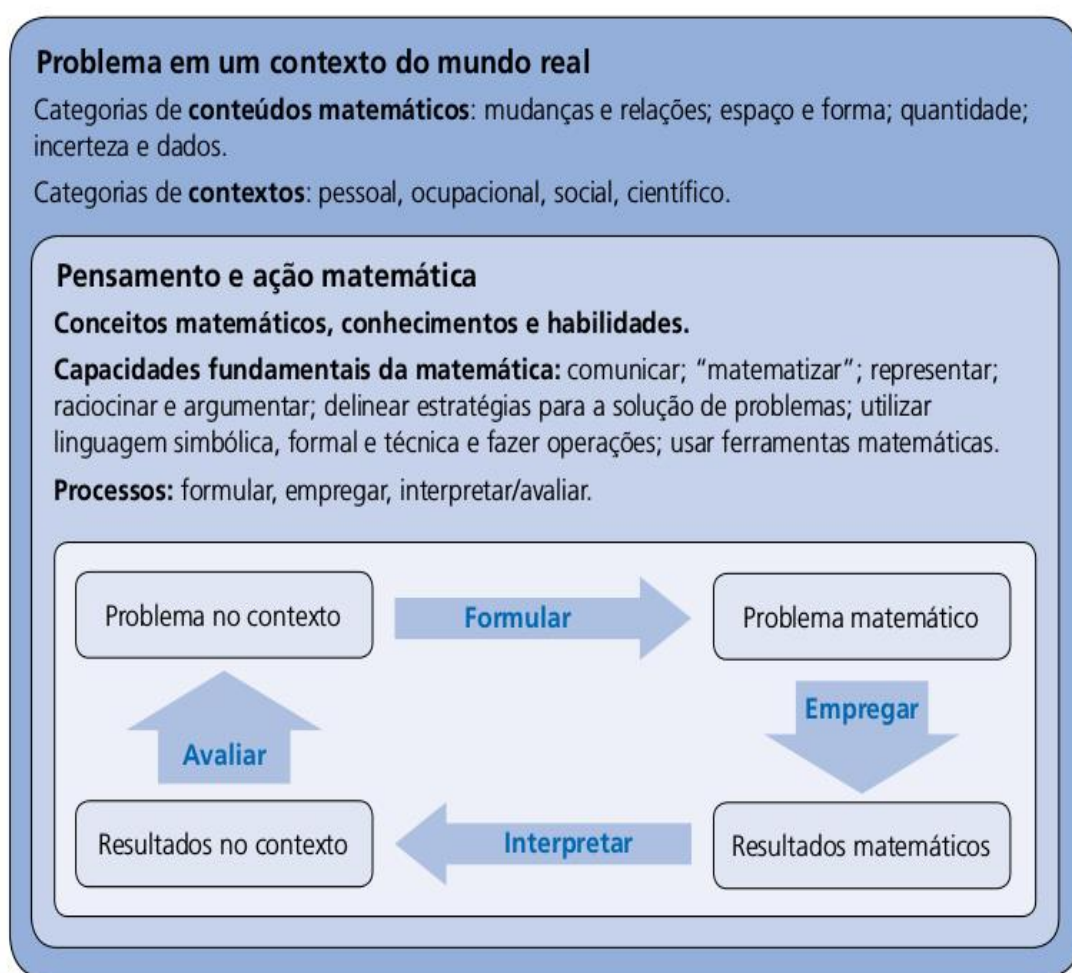 Problema em um contexto do mundo real
Categorias de conteúdos matemáticos: mudanças e relações; espaço e forma; quantidade;
incerteza e dados.
Categorias de contextos: pessoal, ocupacional, social, científico.
Pensamento e ação matemática
Conceitos matemáticos, conhecimentos e habilidades.
Capacidades fundamentais da matemática: comunicar; “matematizar”; representar;
raciocinar e argumentar; delinear estratégias para a solução de problemas; utilizar
linguagem simbólica, formal e técnica e fazer operações; usar ferramentas matemáticas.
Processos: formular, empregar, interpretar/avaliar.
Problema no contexto
Formular
Problema matemático
Empregar
Avaliar
Resultados no contexto
Interpretar
Resultados matemáticos